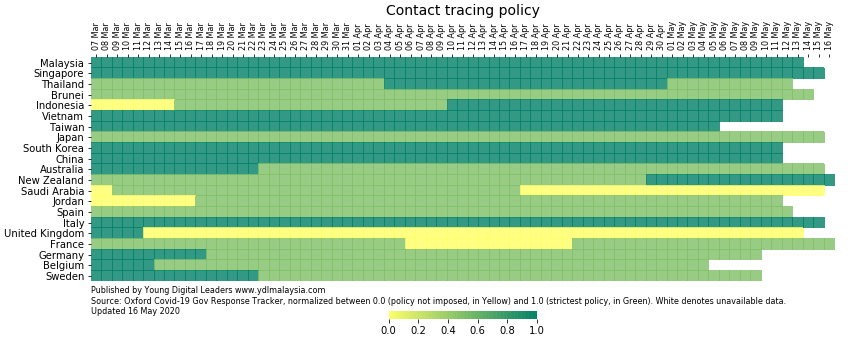 Contact tracing policy
07 Mar 08 Mar 09 Mar 10 Mar 11 Mar 12 Mar 13 Mar 14 Mar 15 Mar 16 Mar 17 Mar 18 Mar 19 Mar 20 Mar 21 Mar 22 Mar 23 Mar 24 Mar 25 Mar 26 Mar 27 Mar 28 Mar 29 Mar 30 Mar 31 Mar 01 Apr 02 Apr 03 Apr 04 Apr 05 Apr 06 Apr 07 Apr 08 Apr 09 Apr 10 Apr 11 Apr 12 Apr 13 Apr 14 Apr 15 Apr 16 Apr 17 Apr 18 Apr 19 Apr 20 Apr 21 Apr 22 Apr 23 Apr 24 Apr 25 Apr 26 Apr 27 Apr 28 Apr 29 Apr 30 Apr 01 May 02 May 03 May 04 May 05 May 06 May 07 May 08 May 09 May 10 May 11 May 12 May 13 May 14 May 15 May 16 May
Malaysia
Singapore
Thailand
Brunei
Indonesia
Vietnam
Taiwan
Japan
South Korea
China
Australia
New Zealand
Saudi Arabia
Jordan
Spain
Italy
United Kingdom
France
Germany
Belgium
Sweden
Published by Young Digital Leaders www.ydlmalaysia.com
Source: Oxford Covid-19 Gov Response Tracker, normalized between 0.0 (policy not imposed, in Yellow) and 1.0 (strictest policy, in Green). White denotes unavailable data.
Updated 16 May 2020
0.0 0.2 0.4 0.6 0.8 1.0